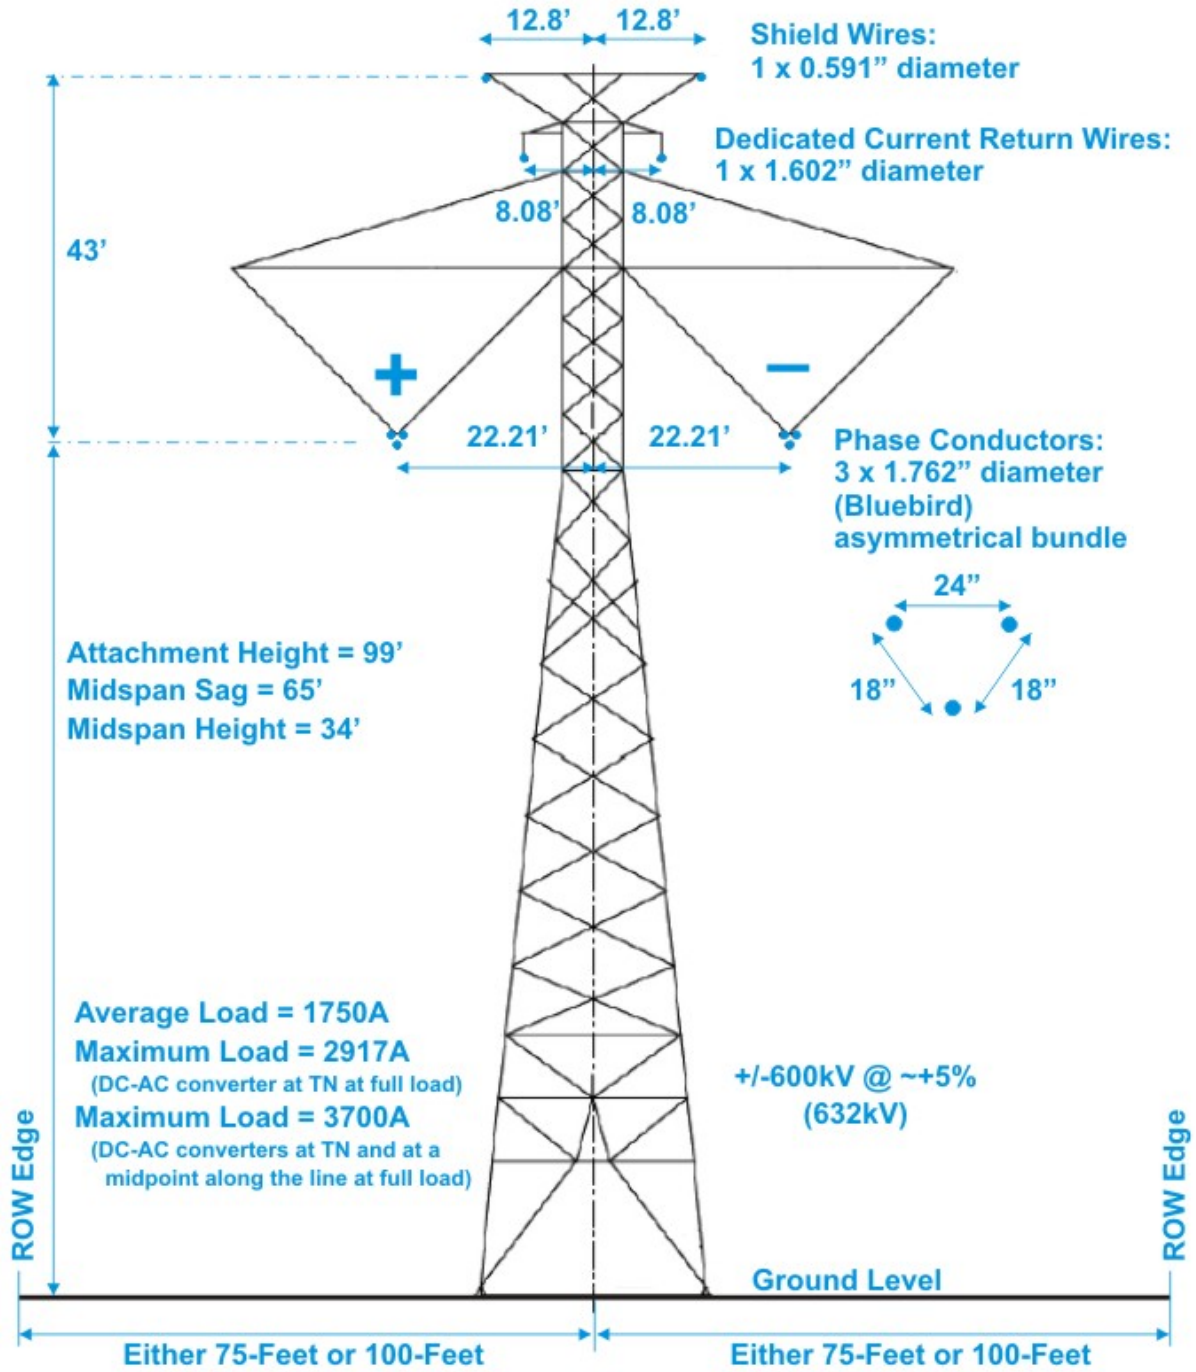 12.8’ 12.8’
Shield Wires:
1 x 0.591” diameter
Dedicated Current Return Wires:
1 x 1.602” diameter
8.08’ 8.08’
43’
+ −
22.21’ 22.21’
Phase Conductors:
3 x 1.762” diameter
(Bluebird)
asymmetrical bundle
24”
18” 18”
Attachment Height = 99’
Midspan Sag = 65’
Midspan Height = 34’
Average Load = 1750A
Maximum Load = 2917A
(DC-AC converter at TN at full load)
Maximum Load = 3700A
(DC-AC converters at TN and at a
midpoint along the line at full load)
+/-600kV @ ~+5%
(632kV)
ROW Edge
ROW Edge
Ground Level
Either 75-Feet or 100-Feet
Either 75-Feet or 100-Feet